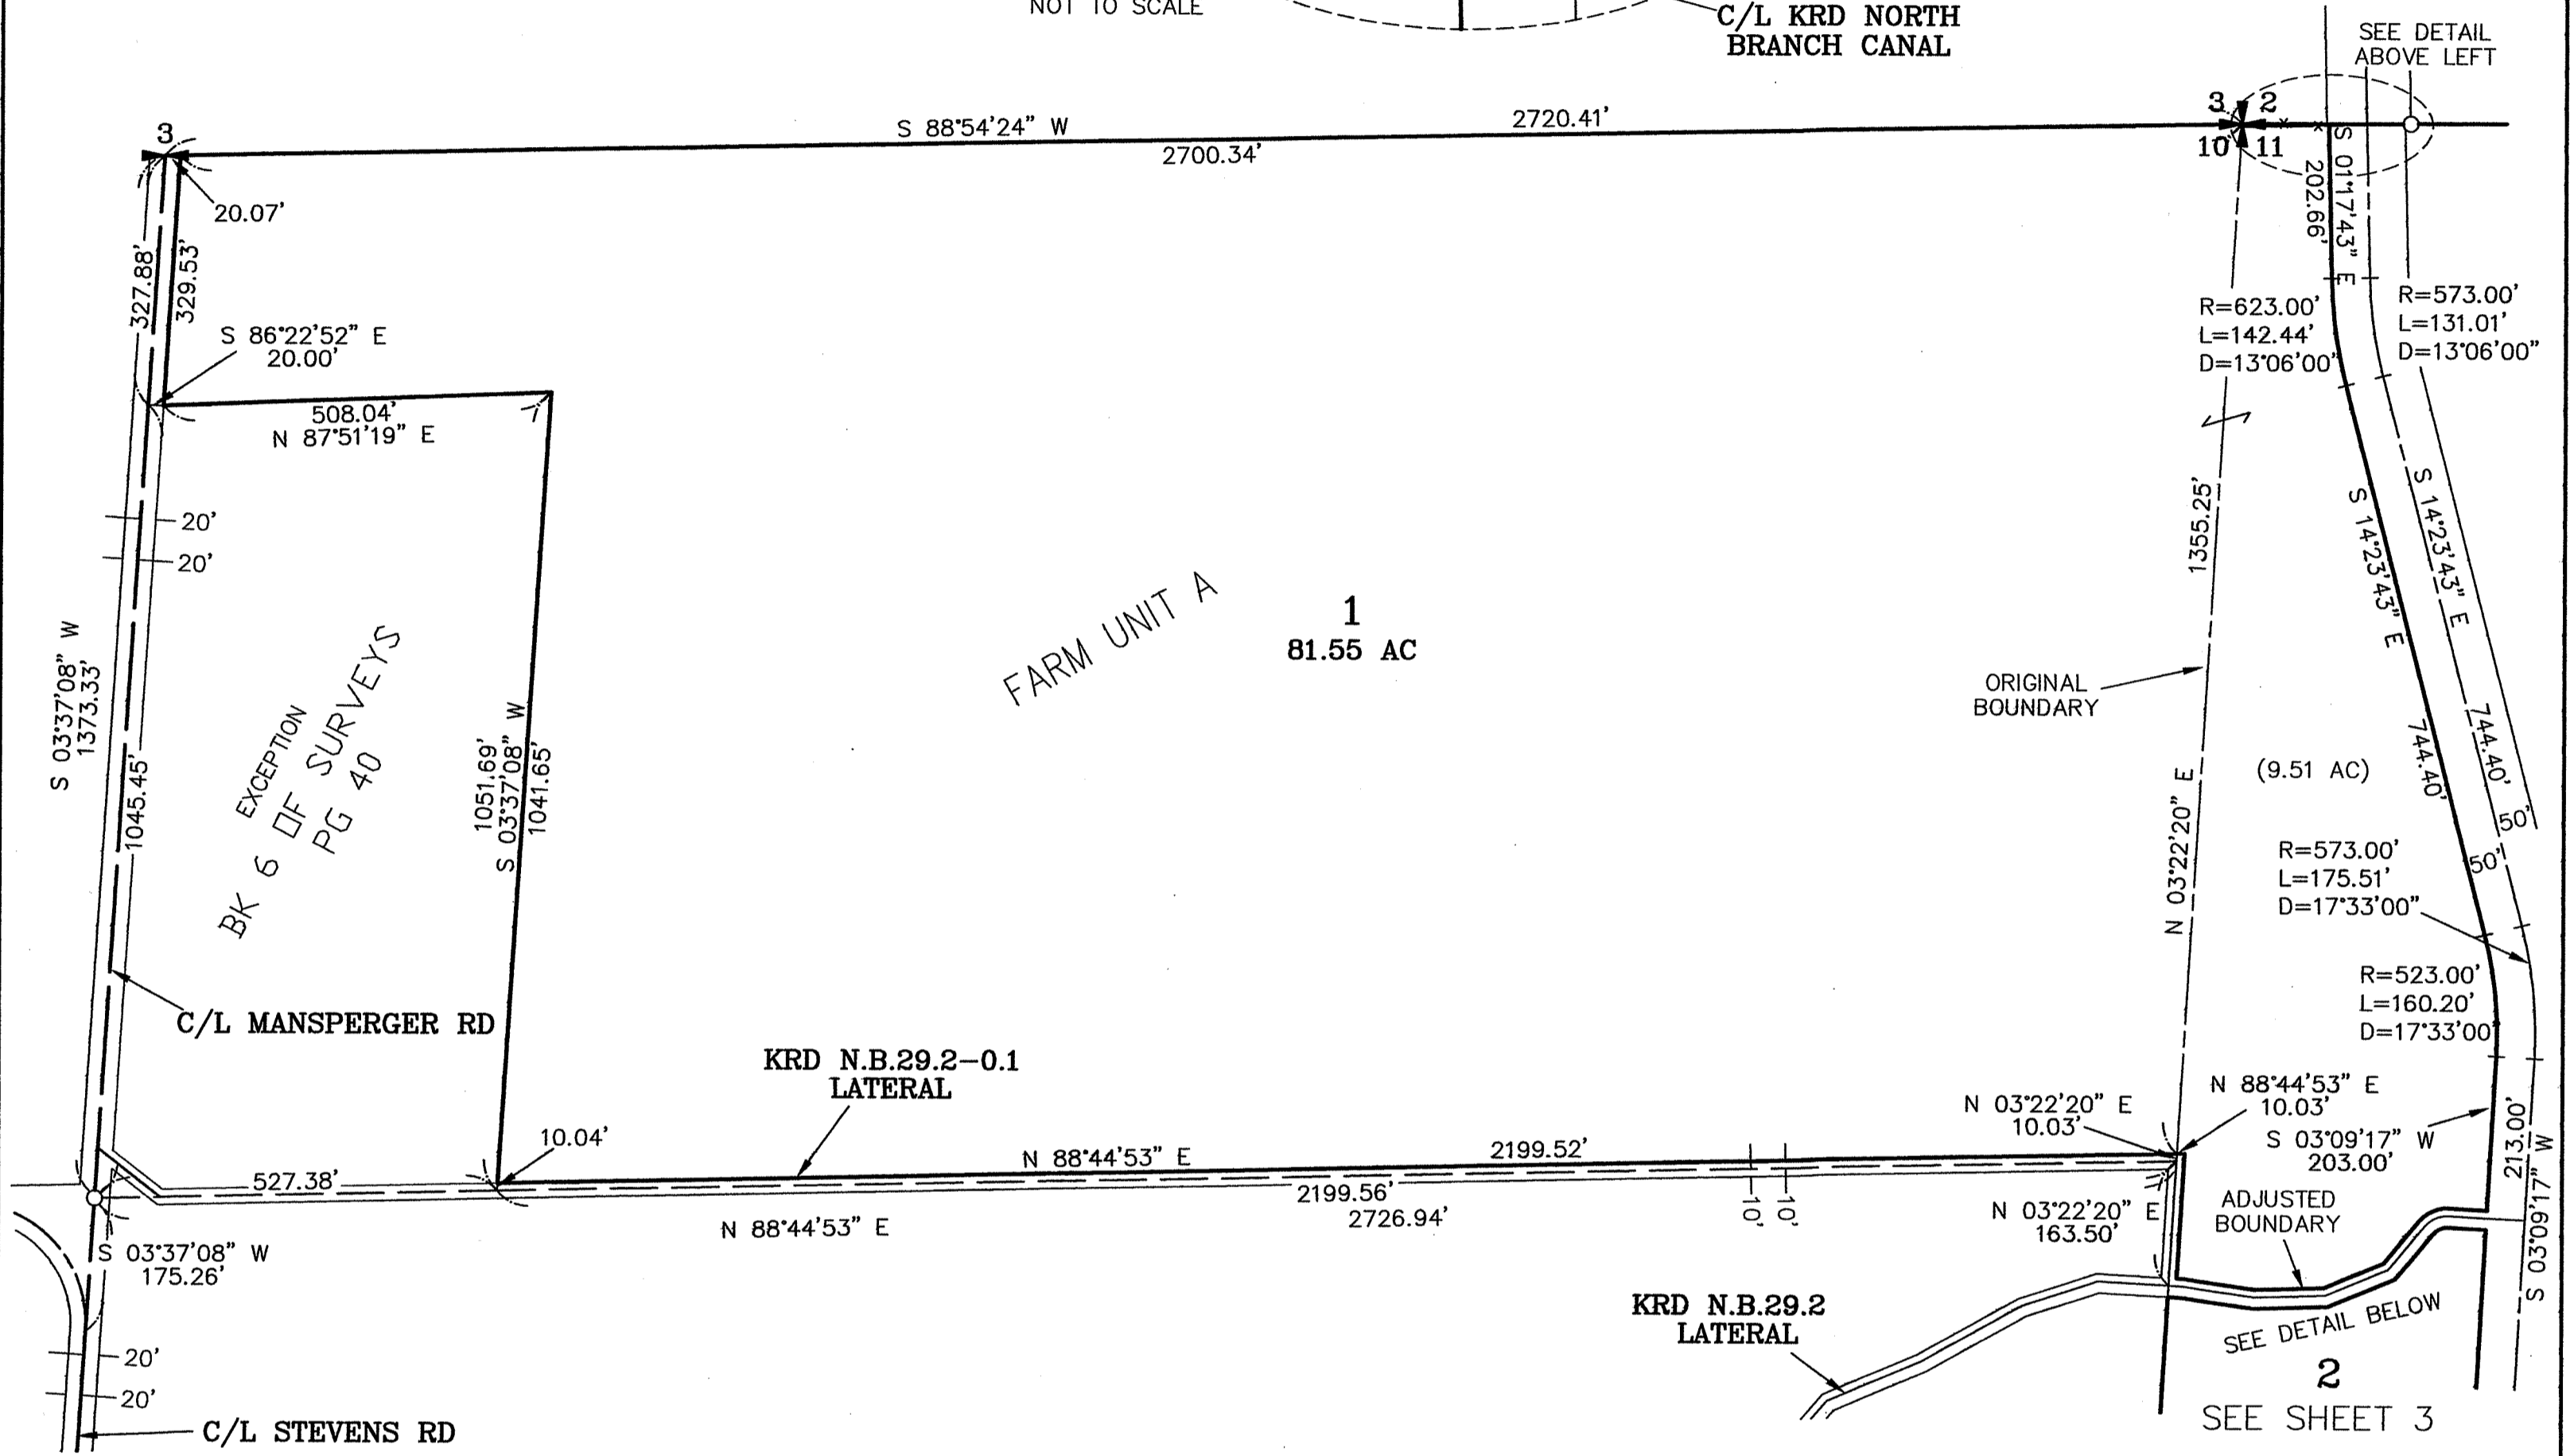 NOT TO SCALE
C/L KRD NORTH
BRANCH CANAL
SEE DETAIL
ABOVE LEFT
3
S 88°54'24" W
2720.41'
2700.34'
3 2
10 11
20.07'
327.88'
329.53'
S 86°22'52" E
20.00'
508.04'
N 87°51'19" E
S 01°17'43" E
202.66'
R=623.00'
L=142.44'
D=13°06'00"
R=573.00'
L=131.01'
D=13°06'00"
20'
20'
1355.25'
S 14°23'43" E
S 14°23'43" E
FARM UNIT A
1
81.55 AC
S 03°37'08" W
1373.33'
EXCEPTION
BK 6 OF SURVEYS
PG 40
1045.45'
1051.69'
S 03°37'08" W
1041.65'
ORIGINAL
BOUNDARY
N 03°22'20" E
(9.51 AC)
744.40'
744.40'
50'
50'
R=573.00'
L=175.51'
D=17°33'00"
R=523.00'
L=160.20'
D=17°33'00"
C/L MANSPERGER RD
KRD N.B.29.2-0.1
LATERAL
10.04'
N 88°44'53" E
2199.52'
N 03°22'20" E
10.03'
N 88°44'53" E
10.03'
S 03°09'17" W
203.00'
213.00'
S 03°09'17" W
527.38'
2199.56'
2726.94'
N 88°44'53" E
10'
10'
N 03°22'20" E
163.50'
ADJUSTED
BOUNDARY
S 03°37'08" W
175.26'
KRD N.B.29.2
LATERAL
SEE DETAIL BELOW
20'
20'
2
SEE SHEET 3
C/L STEVENS RD